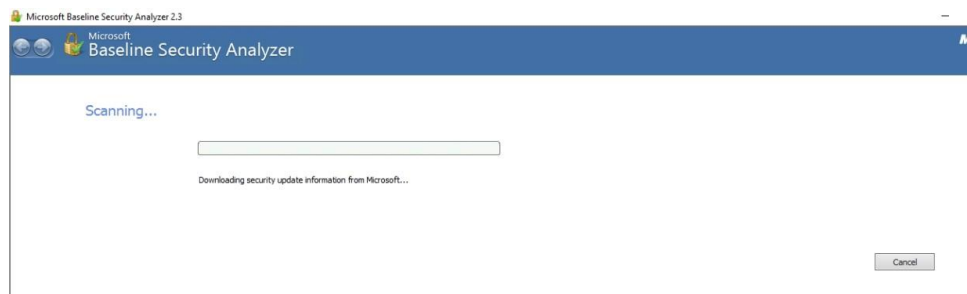 Microsoft Baseline Security Analyzer 2.3
Microsoft
Baseline Security Analyzer
Scanning...
Downloading security update information from Microsoft...
Cancel